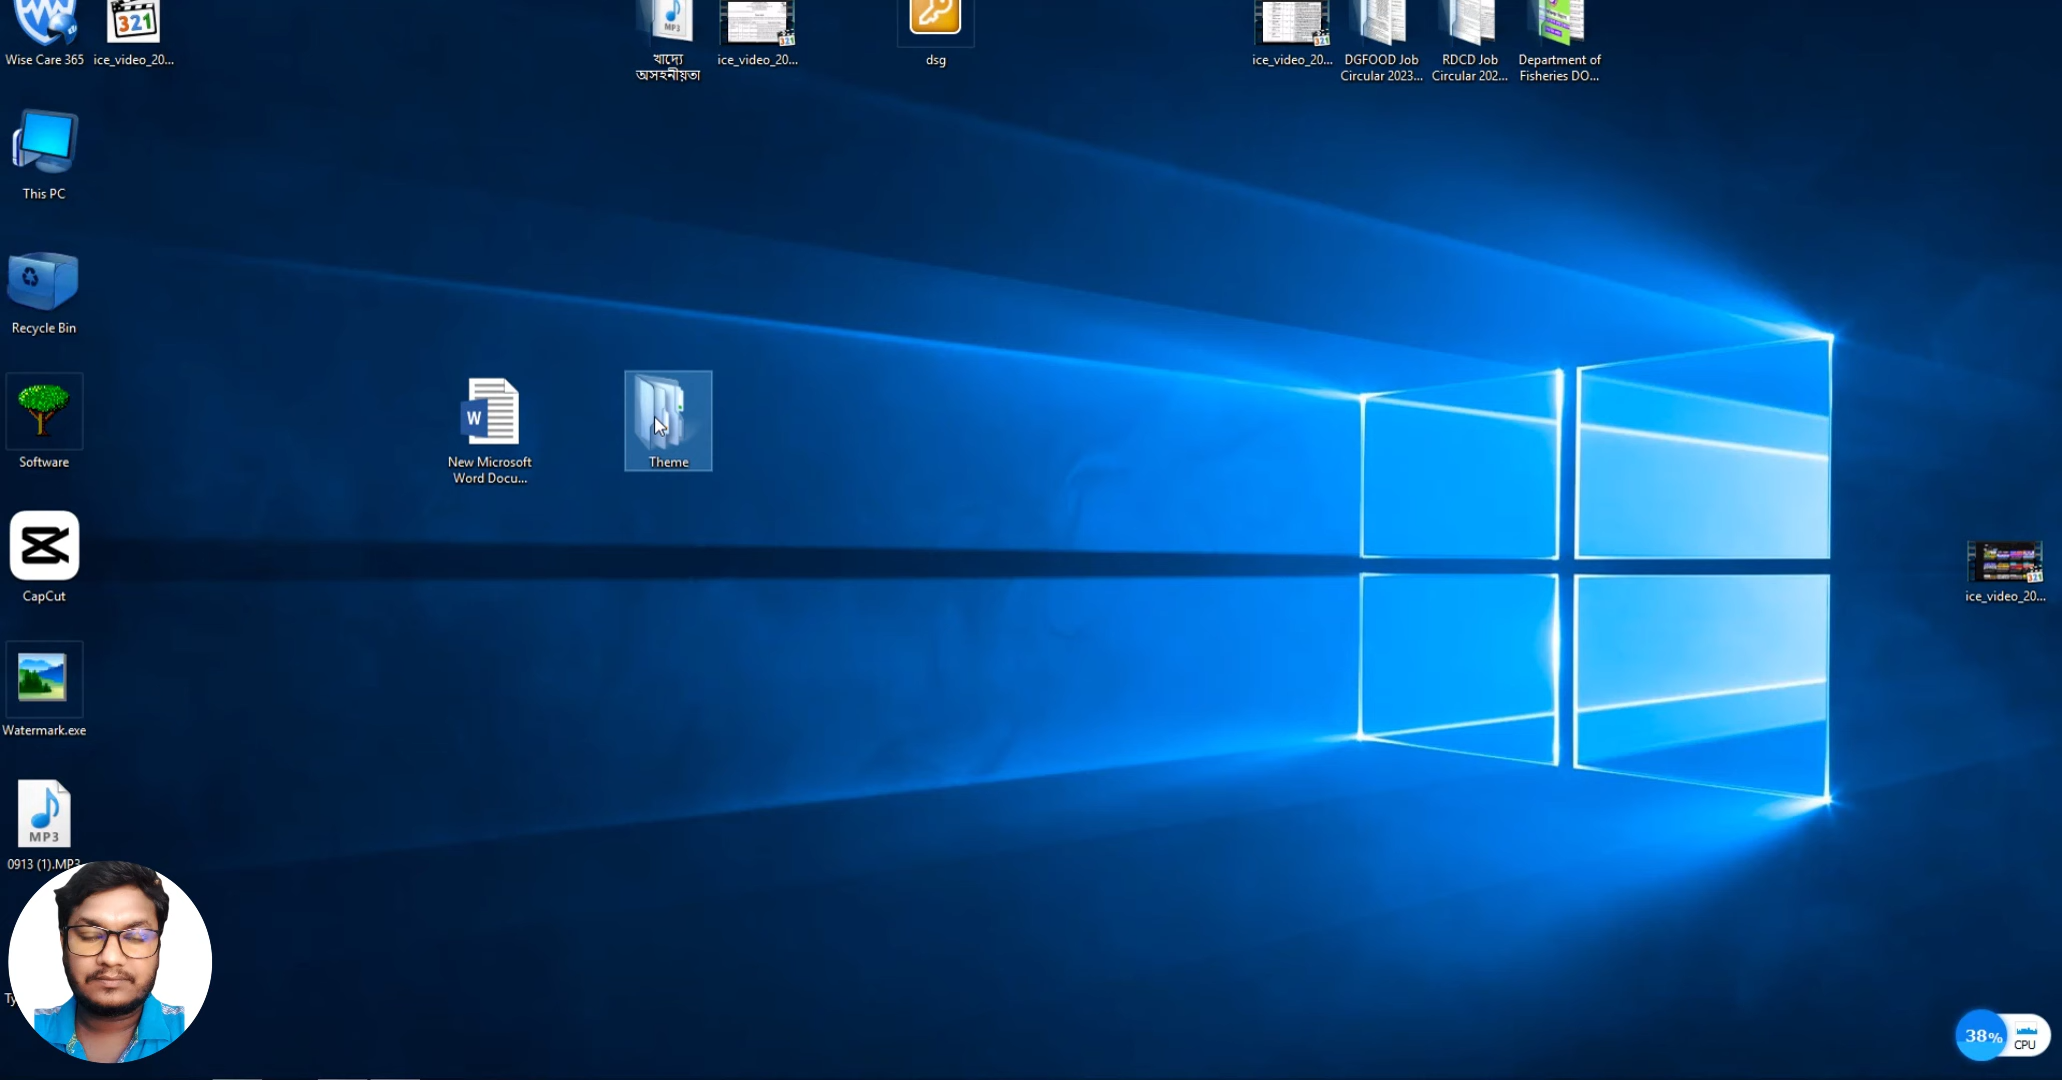 Wise Care 365
ice_video_20...
খাদ্যে
অসহনীয়তা
ice_video_20...
dsg
ice_video_20...
DGFOOD Job
Circular 2023...
RDCD Job
Circular 202...
Department of
Fisheries DO...
This PC
Recycle Bin
Software
New Microsoft
Word Docu...
Theme
CapCut
ice_video_20...
Watermark.exe
MP3
0913 (1).MP3
38%
CPU